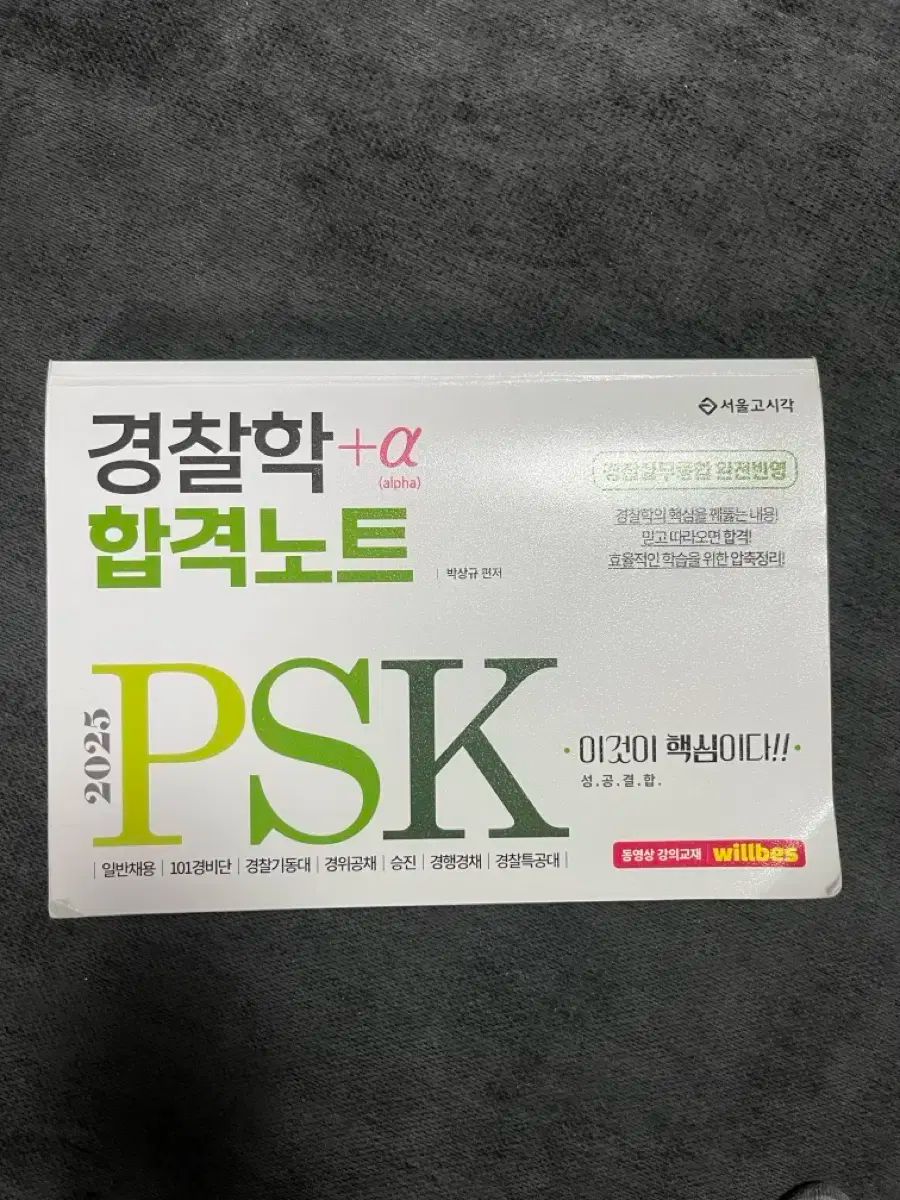 서울고시각
경찰학 +α
(alpha)
합격노트
박상규 편저
경찰실무종합 완전반영
경찰학의 핵심을 꿰뚫는 내용!
믿고 따라오면 합격!
효율적인 학습을 위한 압축정리!
2025
PSK
· 이것이 핵심이다!! ·
성.공.결.합.
| 일반채용 | 101경비단 | 경찰기동대 | 경위공채 | 승진 | 경행경채 | 경찰특공대 |
동영상 강의교재 | willbes